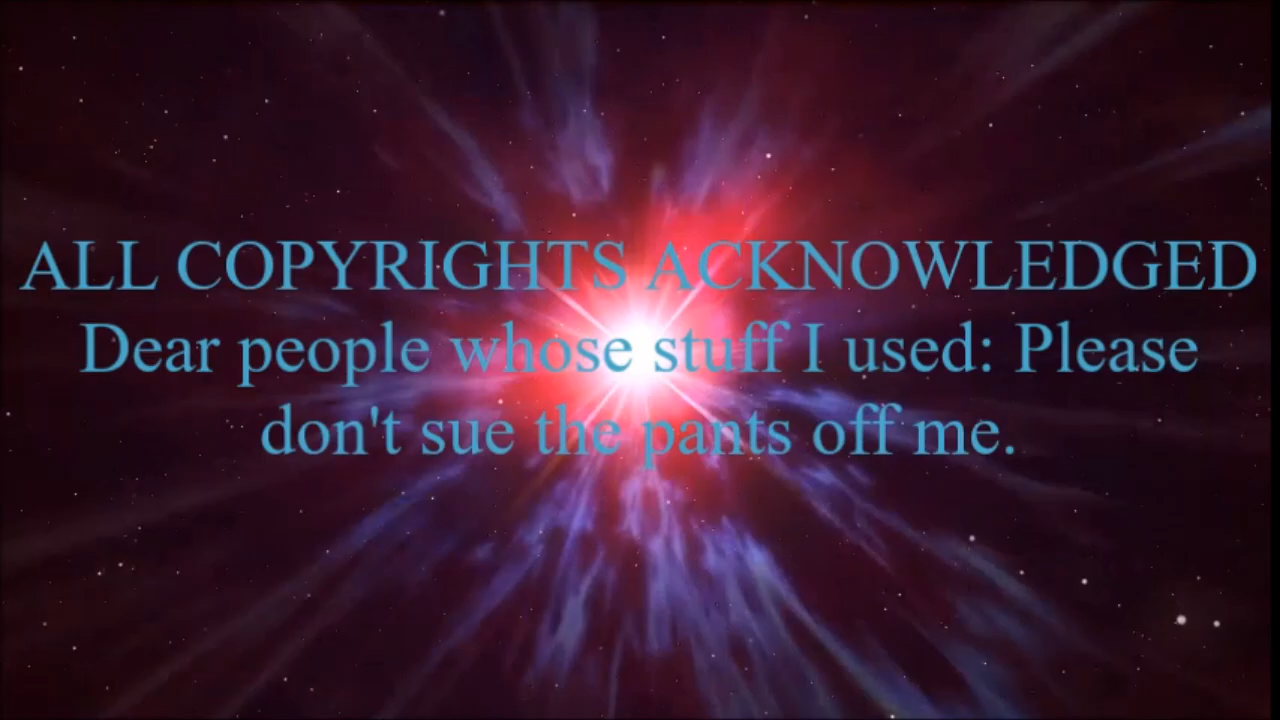 ALL COPYRIGHTS ACKNOWLEDGED
Dear people whose stuff I used: Please
don't sue the pants off me.